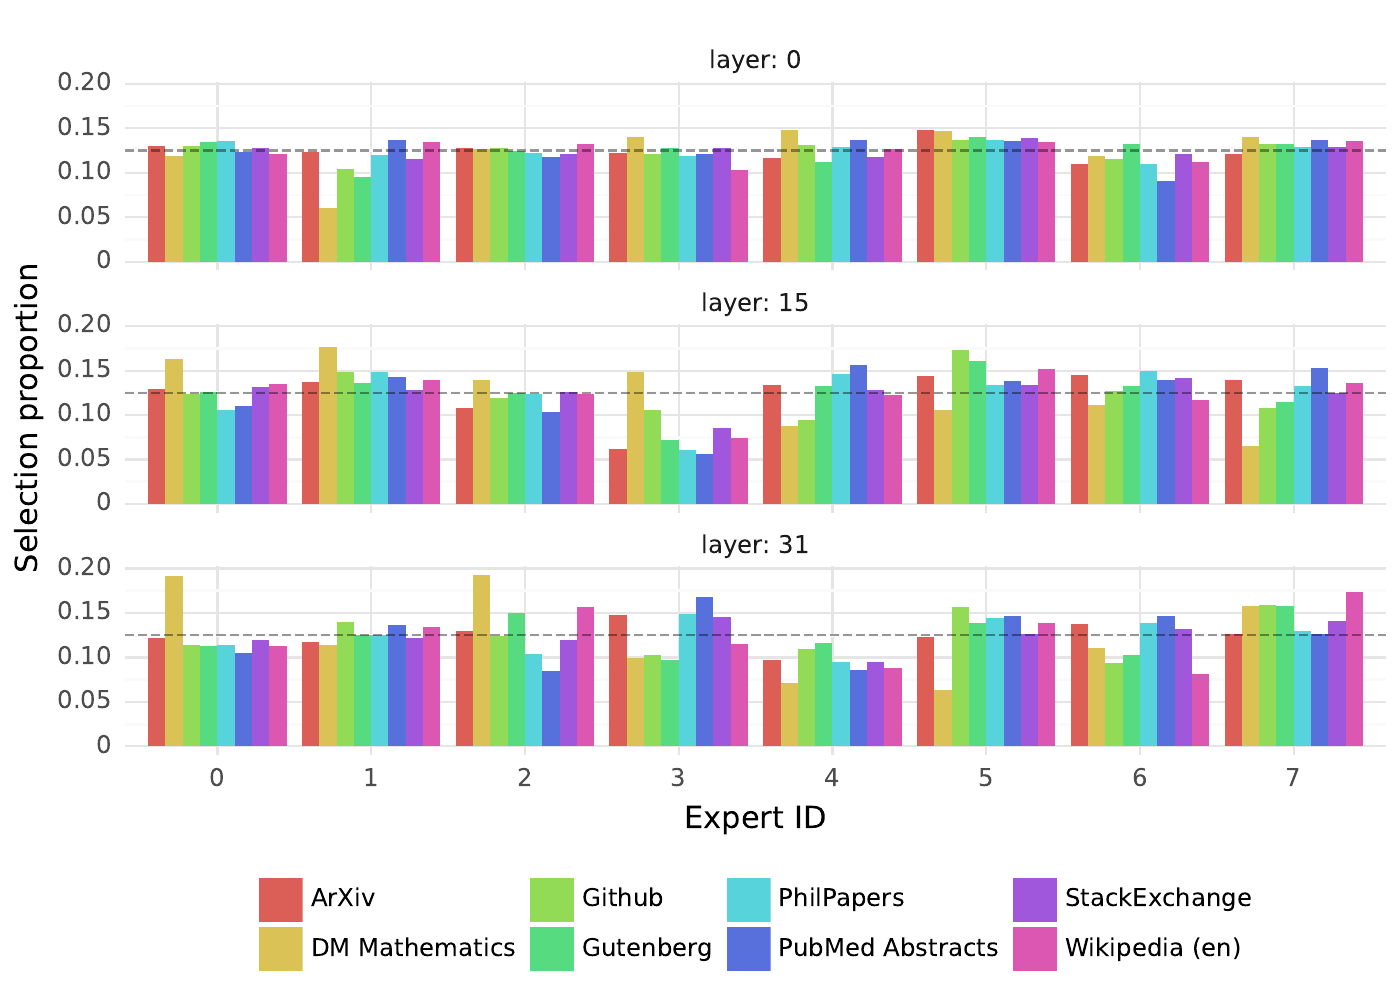 layer: 0
0.20
0.15
0.10
0.05
0
layer: 15
0.20
0.15
0.10
0.05
0
layer: 31
0.20
0.15
0.10
0.05
0
Selection proportion
0 1 2 3 4 5 6 7
Expert ID
ArXiv Github PhilPapers StackExchange
DM Mathematics Gutenberg PubMed Abstracts Wikipedia (en)